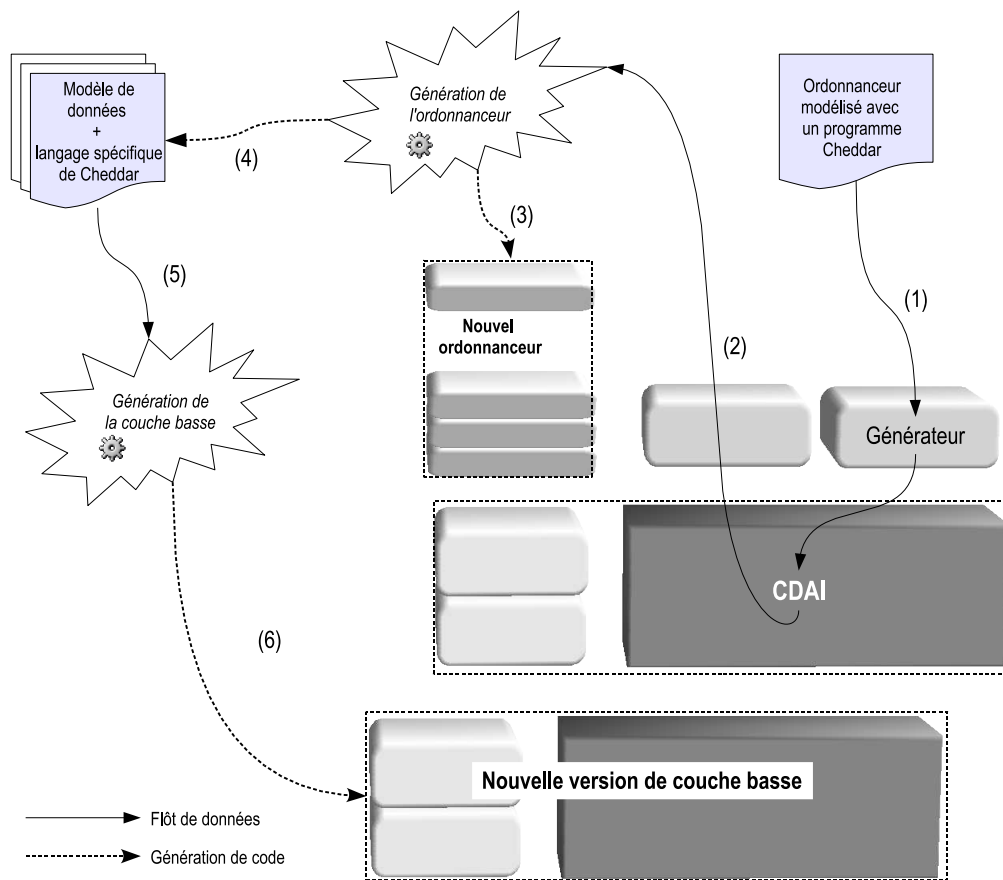 Modèle de
données
+
langage spécifique
de Cheddar
Génération de
l'ordonnanceur
Ordonnanceur
modélisé avec
un programme
Cheddar
(4)
(3)
(5)
(1)
(2)
Nouvel
ordonnanceur
Génération de
la couche basse
Générateur
CDAI
(6)
Nouvelle version de couche basse
Flôt de données
Génération de code